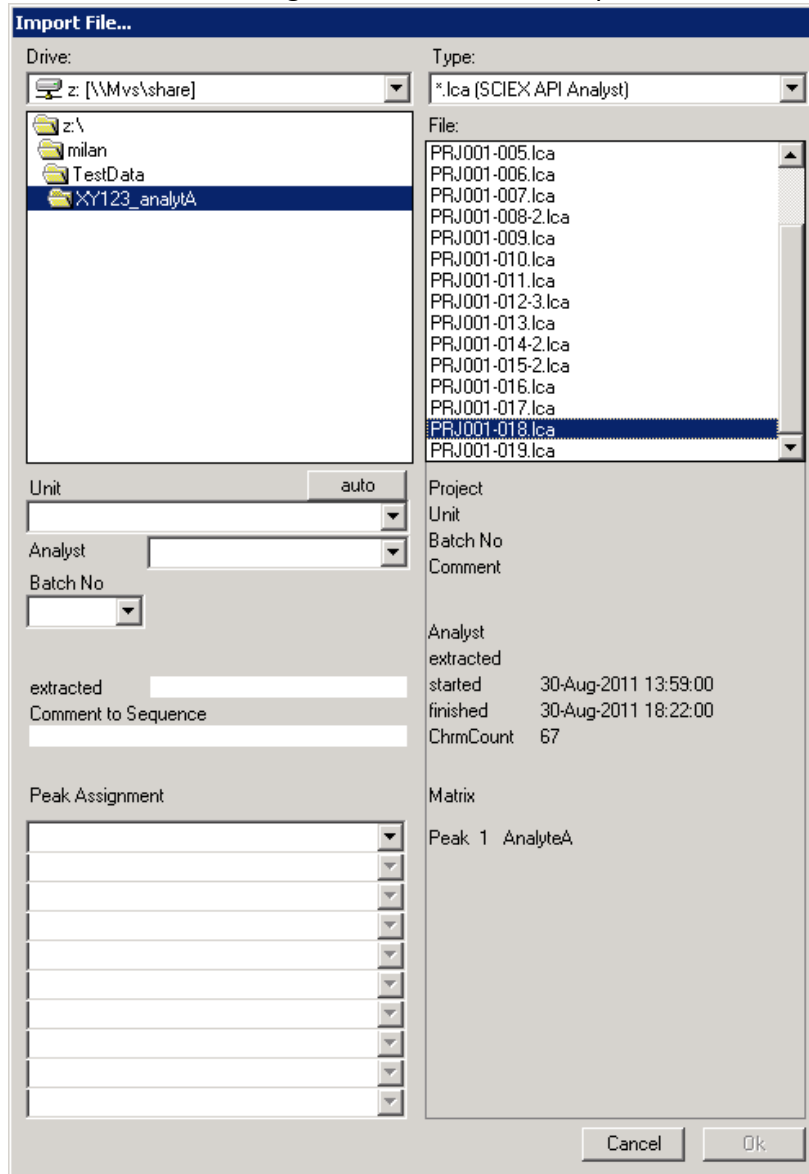 Import File...
Drive:
z: [\\Mvs\share]
z:\
milan
TestData
XY123_analytA
Type:
*.lca (SCIEX API Analyst)
File:
PRJ001-005.lca
PRJ001-006.lca
PRJ001-007.lca
PRJ001-008-2.lca
PRJ001-009.lca
PRJ001-010.lca
PRJ001-011.lca
PRJ001-012-3.lca
PRJ001-013.lca
PRJ001-014-2.lca
PRJ001-015-2.lca
PRJ001-016.lca
PRJ001-017.lca
PRJ001-018.lca
PRJ001-019.lca
Unit
auto
Analyst
Batch No
extracted
Comment to Sequence
Peak Assignment
Project
Unit
Batch No
Comment
Analyst
extracted
started 30-Aug-2011 13:59:00
finished 30-Aug-2011 18:22:00
ChrmCount 67
Matrix
Peak 1 AnalyteA
Cancel
Ok